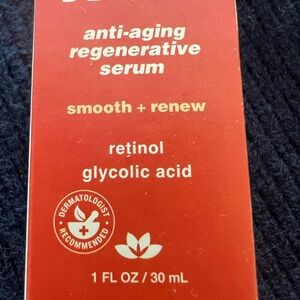 anti-aging
regenerative
serum
smooth + renew
retinol
glycolic acid
DERMATOLOGIST
RECOMMENDED
1 FL OZ / 30 mL